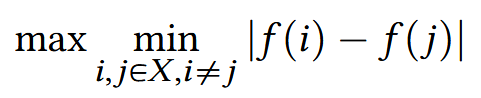 max min |f(i) − f(j)|
i,j∈X,i≠j